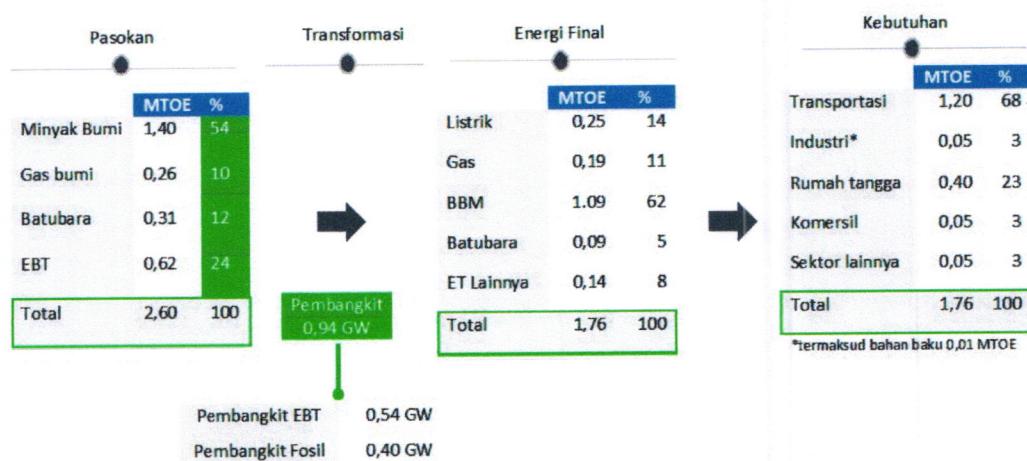 Pasokan
MTOE %
Minyak Bumi 1,40 54
Gas bumi 0,26 10
Batubara 0,31 12
EBT 0,62 24
Total 2,60 100
Transformasi
Pembangkit
0,94 GW
Pembangkit EBT 0,54 GW
Pembangkit Fosil 0,40 GW
Energi Final
MTOE %
Listrik 0,25 14
Gas 0,19 11
BBM 1.09 62
Batubara 0,09 5
ET Lainnya 0,14 8
Total 1,76 100
Kebutuhan
MTOE %
Transportasi 1,20 68
Industri* 0,05 3
Rumah tangga 0,40 23
Komersil 0,05 3
Sektor lainnya 0,05 3
Total 1,76 100
*termaksud bahan baku 0,01 MTOE